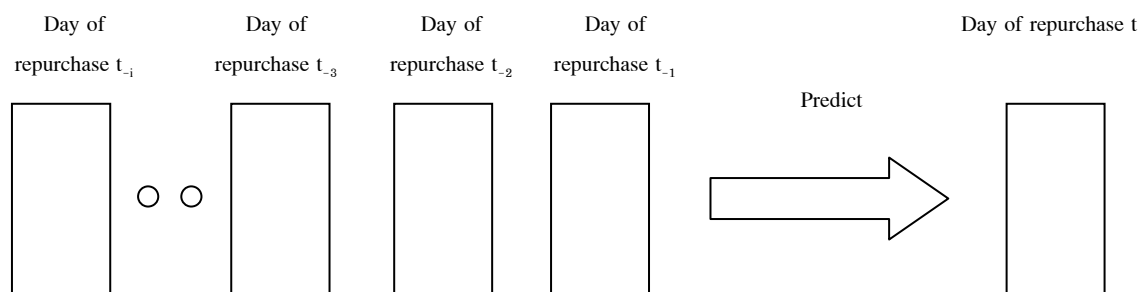 Day of
repurchase t₋ᵢ
Day of
repurchase t₋₃
Day of
repurchase t₋₂
Day of
repurchase t₋₁
Predict
Day of repurchase t